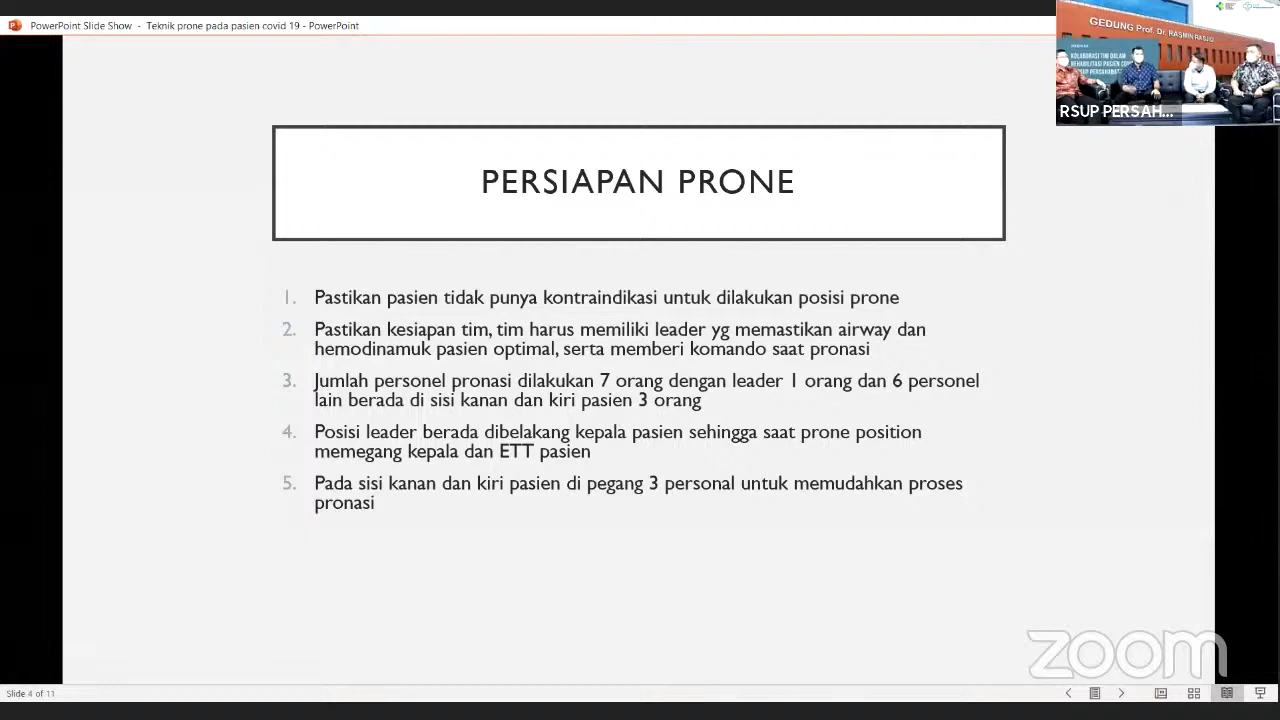 PowerPoint Slide Show - Teknik prone pada pasien covid 19 - PowerPoint
GEDUNG Prof. Dr. RASMIN RASJID
KOLABORASI TIM DALAM
REHABILITASI PASIEN
RSUP PERSAH...
PERSIAPAN PRONE
1. Pastikan pasien tidak punya kontraindikasi untuk dilakukan posisi prone
2. Pastikan kesiapan tim, tim harus memiliki leader yg memastikan airway dan
hemodinamuk pasien optimal, serta memberi komando saat pronasi
3. Jumlah personel pronasi dilakukan 7 orang dengan leader 1 orang dan 6 personel
lain berada di sisi kanan dan kiri pasien 3 orang
4. Posisi leader berada dibelakang kepala pasien sehingga saat prone position
memegang kepala dan ETT pasien
5. Pada sisi kanan dan kiri pasien di pegang 3 personal untuk memudahkan proses
pronasi
zoom
Slide 4 of 11